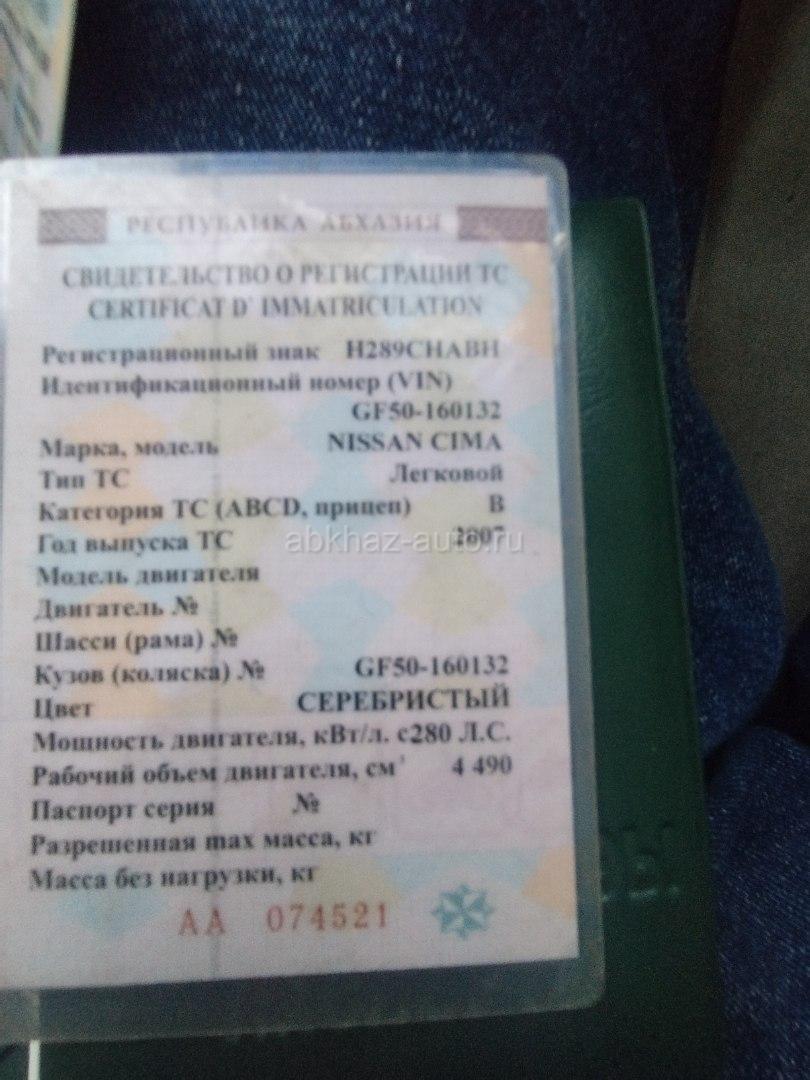 РЕСПУБЛИКА АБХАЗИЯ
СВИДЕТЕЛЬСТВО О РЕГИСТРАЦИИ ТС
CERTIFICAT D' IMMATRICULATION
Регистрационный знак Н289СНАВН
Идентификационный номер (VIN)
GF50-160132
Марка, модель NISSAN CIMA
Тип ТС Легковой
Категория ТС (ABCD, прицеп) В
Год выпуска ТС 2007
abkhaz-auto.ru
Модель двигателя
Двигатель №
Шасси (рама) №
Кузов (коляска) № GF50-160132
Цвет СЕРЕБРИСТЫЙ
Мощность двигателя, кВт/л. с280 Л.С.
Рабочий объем двигателя, см³ 4 490
Паспорт серия №
Разрешенная max масса, кг
Масса без нагрузки, кг
АА 074521